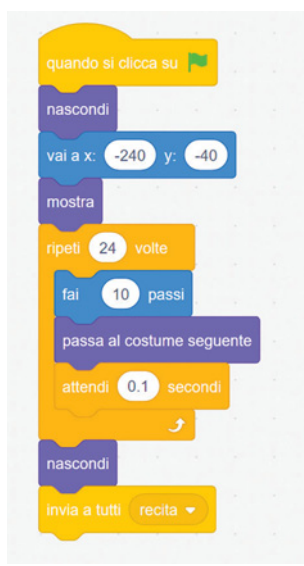 quando si clicca su
nascondi
vai a x: -240 y: -40
mostra
ripeti 24 volte
fai 10 passi
passa al costume seguente
attendi 0.1 secondi
nascondi
invia a tutti recita